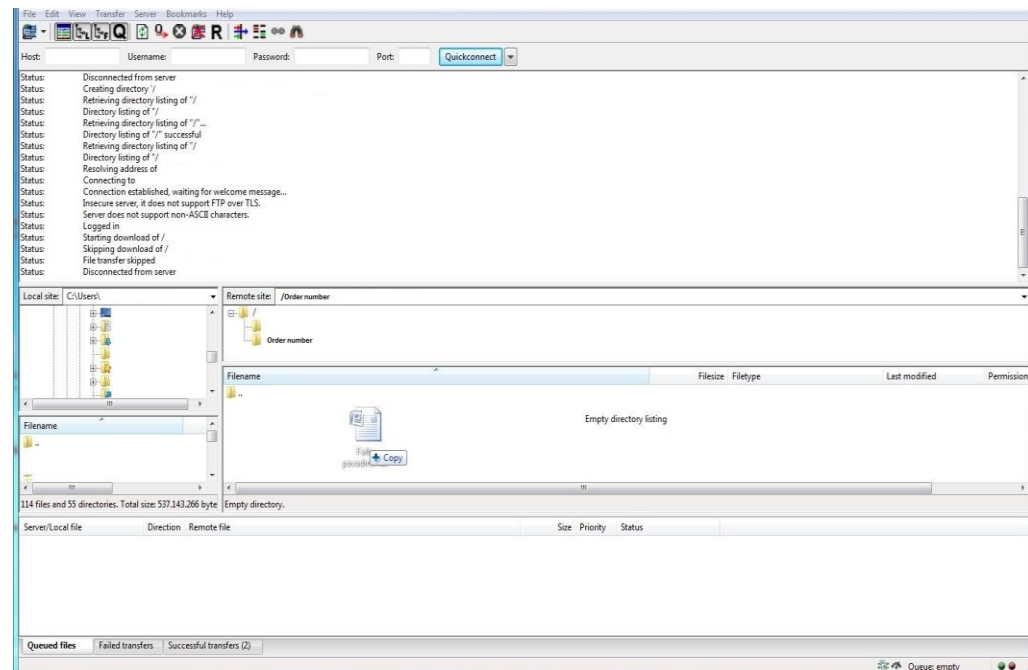 File Edit View Transfer Server Bookmarks Help
Q R
Host: Username: Password: Port: Quickconnect
Status: Disconnected from server
Status: Creating directory '/
Status: Retrieving directory listing of "/
Status: Directory listing of "/
Status: Retrieving directory listing of "/"...
Status: Directory listing of "/" successful
Status: Retrieving directory listing of "/
Status: Directory listing of "/
Status: Resolving address of
Status: Connecting to
Status: Connection established, waiting for welcome message...
Status: Insecure server, it does not support FTP over TLS.
Status: Server does not support non-ASCII characters.
Status: Logged in
Status: Starting download of /
Status: Skipping download of /
Status: File transfer skipped
Status: Disconnected from server
Local site: C:\Users\ Remote site: /Order number
/
Order number
Filename Filesize Filetype Last modified Permission
..
Empty directory listing
Filename
Copy
..
114 files and 55 directories. Total size: 537.143.266 byte Empty directory.
Server/Local file Direction Remote file Size Priority Status
Queued files Failed transfers Successful transfers (2)
Queue: empty